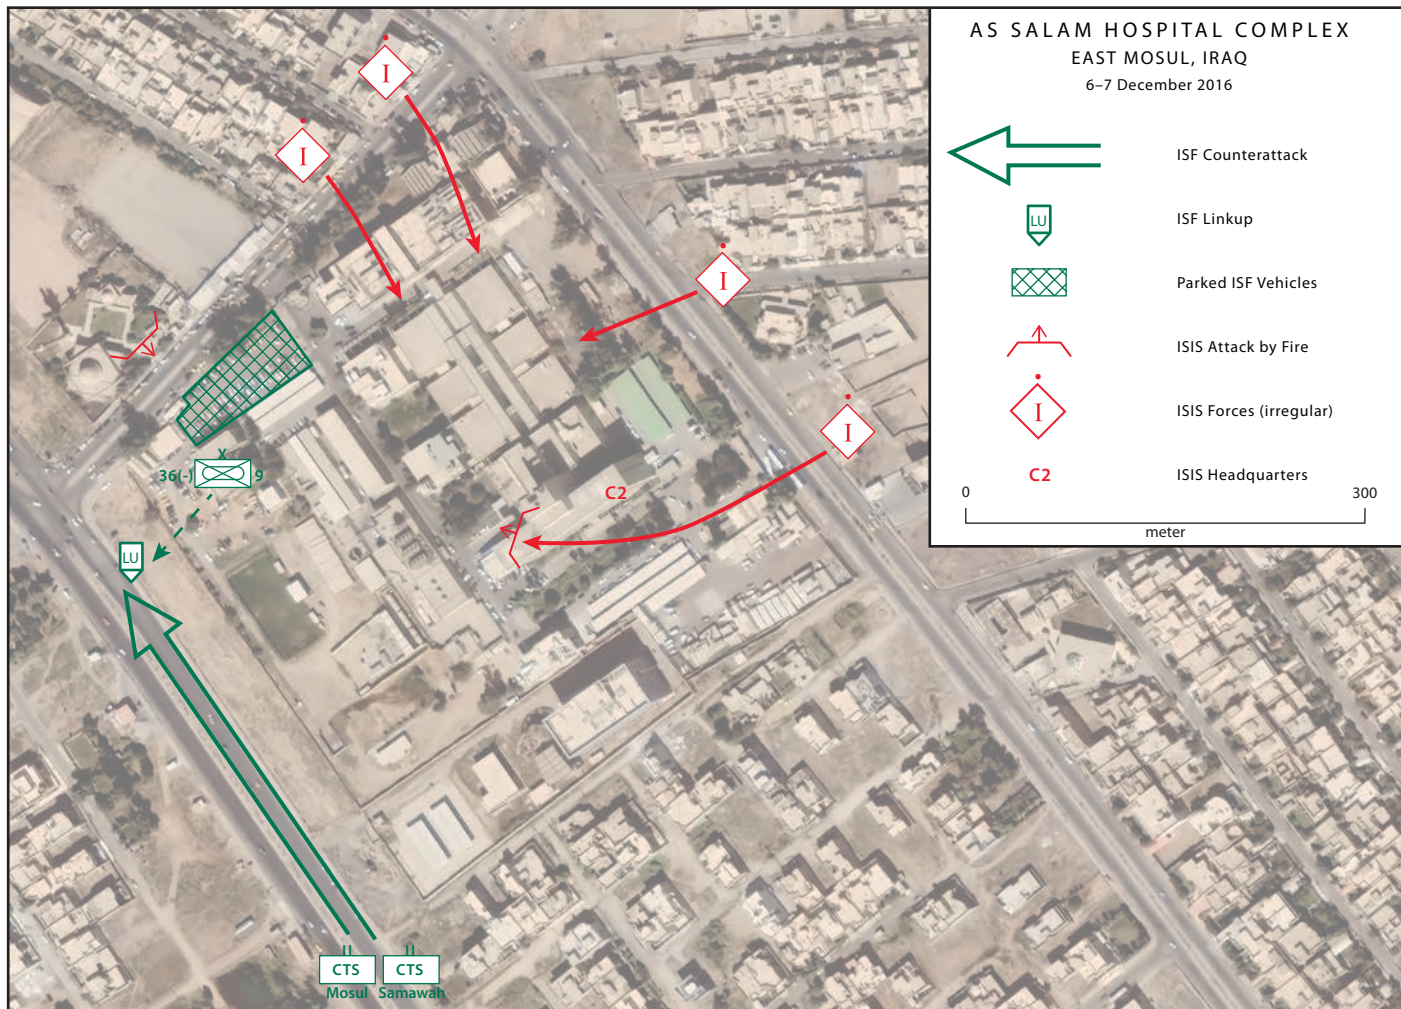 AS SALAM HOSPITAL COMPLEX
EAST MOSUL, IRAQ
6–7 December 2016
ISF Counterattack
LU
ISF Linkup
Parked ISF Vehicles
ISIS Attack by Fire
I
ISIS Forces (irregular)
C2
ISIS Headquarters
0 300
meter
I
I
I
I
C2
X
36(-) 9
LU
II II
CTS CTS
Mosul Samawah